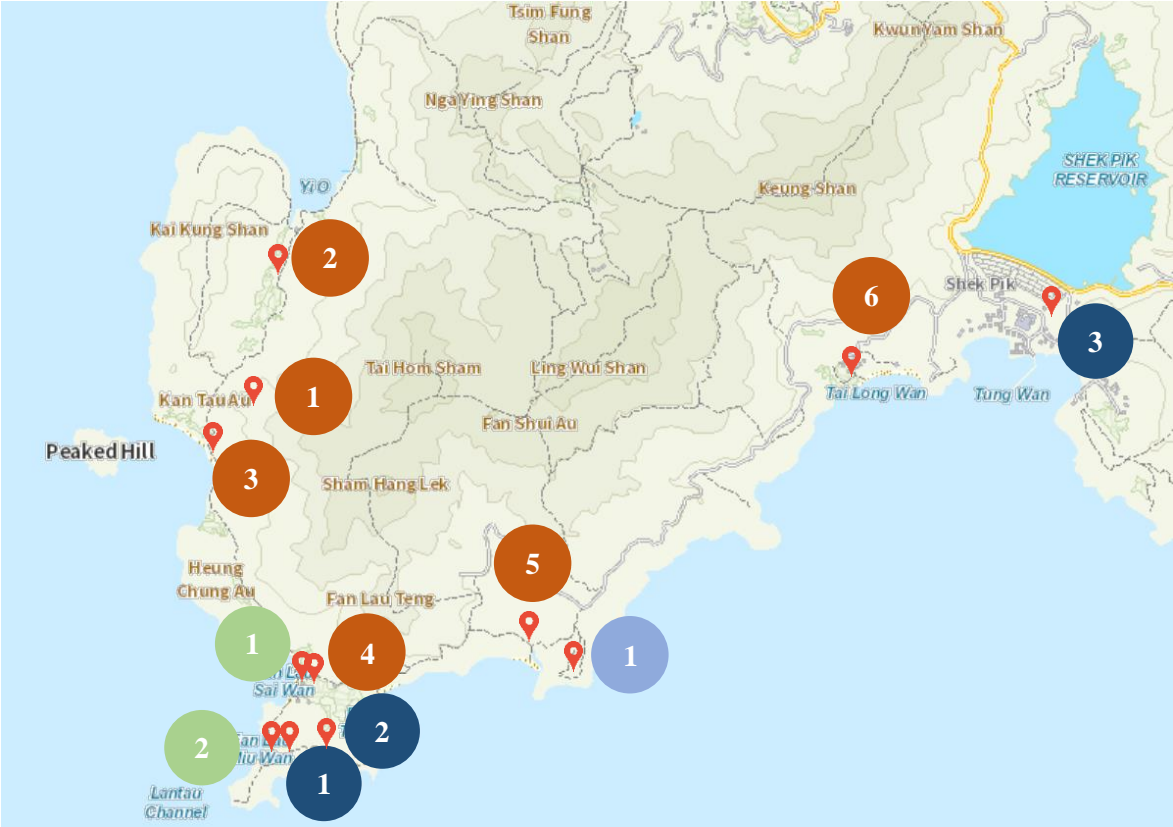 Tsim Fung
Shan
Kwun Yam Shan
Nga Ying Shan
SHEK PIK
RESERVOIR
Yi O
Keung Shan
Kai Kung Shan
2
6
Shek Pik
3
Tai Hom Sham
Ling Wui Shan
Kan Tau Au
1
Tai Long Wan
Tung Wan
Fan Shui Au
Peaked Hill
3
Sham Hang Lek
5
Heung
Chung Au
Fan Lau Teng
1
4
1
Sai Wan
2
2
Miu Wan
1
Lantau
Channel